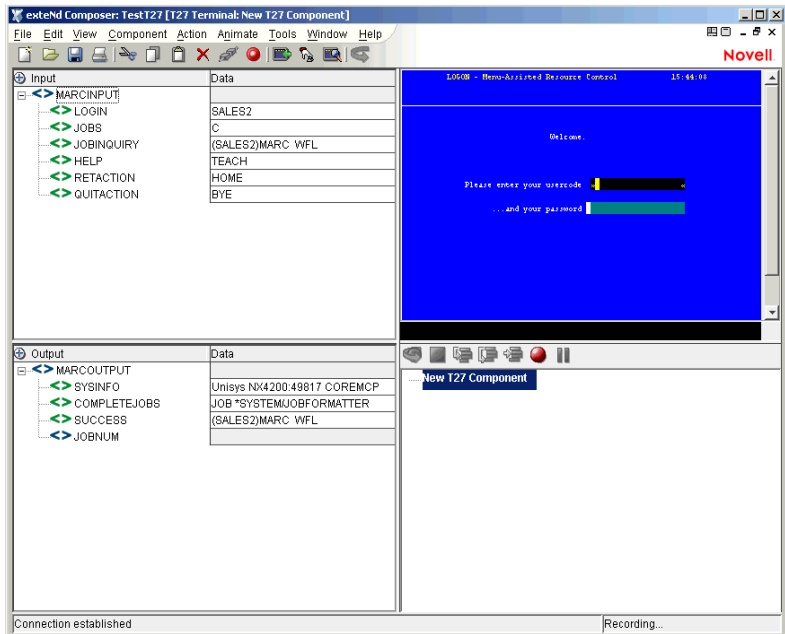 exteNd Composer: TestT27 [T27 Terminal: New T27 Component]
File Edit View Component Action Animate Tools Window Help
Novell.
Input Data
MARCINPUT
LOGIN SALES2
JOBS C
JOBINQUIRY (SALES2)MARC WFL
HELP TEACH
RETACTION HOME
QUITACTION BYE
LOGON - Menu-Assisted Resource Control 15:44:08
Welcome.
Please enter your usercode
...and your password
Output Data
MARCOUTPUT
SYSINFO Unisys NX4200:49817 COREMCP
COMPLETEJOBS JOB *SYSTEM/JOBFORMATTER
SUCCESS (SALES2)MARC WFL
JOBNUM
New T27 Component
Connection established
Recording...